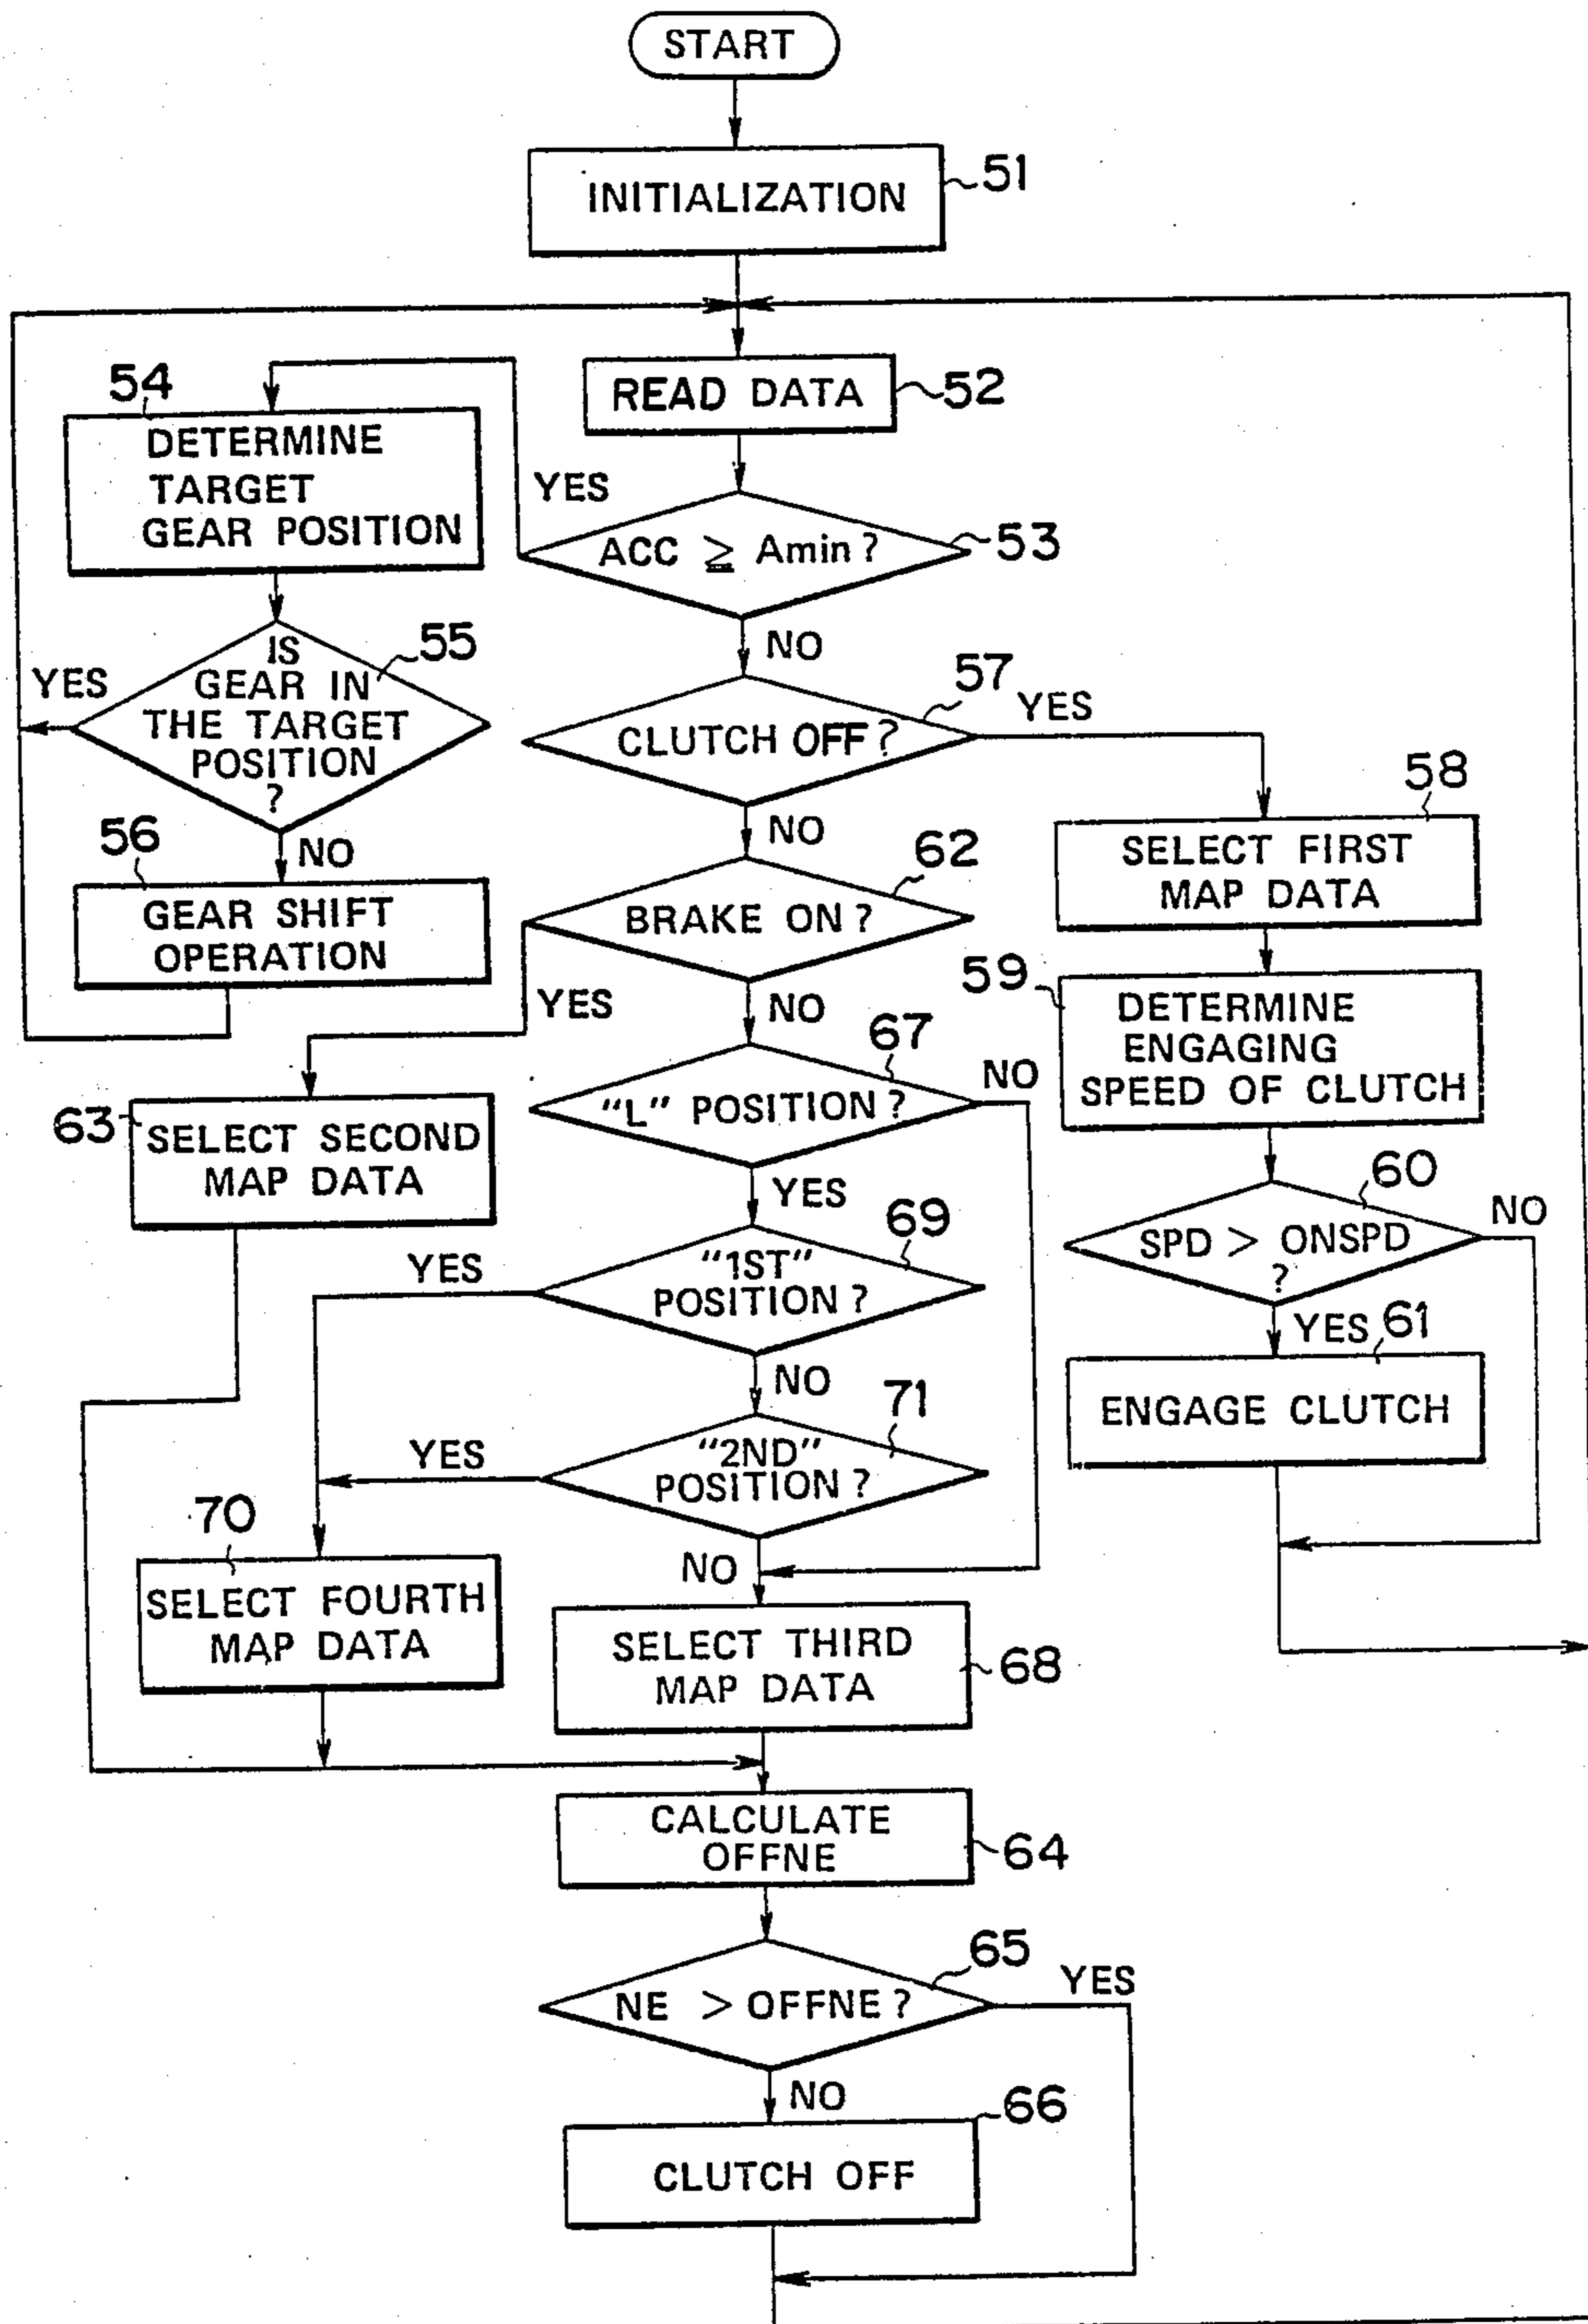 START
INITIALIZATION
51
READ DATA
52
ACC ≧ Amin?
53
YES
NO
54
DETERMINE
TARGET
GEAR POSITION
IS
GEAR IN
THE TARGET
POSITION
?
55
YES
NO
56
GEAR SHIFT
OPERATION
CLUTCH OFF?
57
YES
NO
58
SELECT FIRST
MAP DATA
59
DETERMINE
ENGAGING
SPEED OF CLUTCH
60
SPD > ONSPD
?
NO
YES
61
ENGAGE CLUTCH
62
BRAKE ON?
YES
NO
63
SELECT SECOND
MAP DATA
67
"L" POSITION?
NO
YES
69
"1ST"
POSITION?
YES
NO
71
"2ND"
POSITION?
YES
NO
70
SELECT FOURTH
MAP DATA
SELECT THIRD
MAP DATA
68
CALCULATE
OFFNE
64
65
NE > OFFNE?
YES
NO
66
CLUTCH OFF